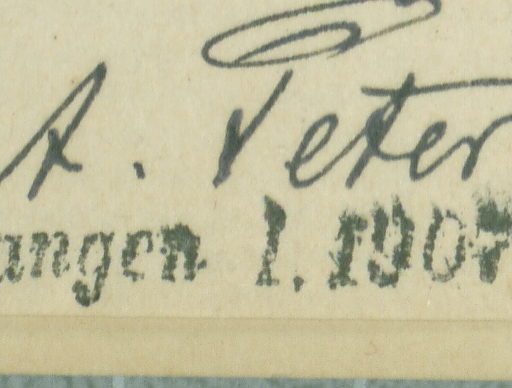 A. Peter
angen 1.1907